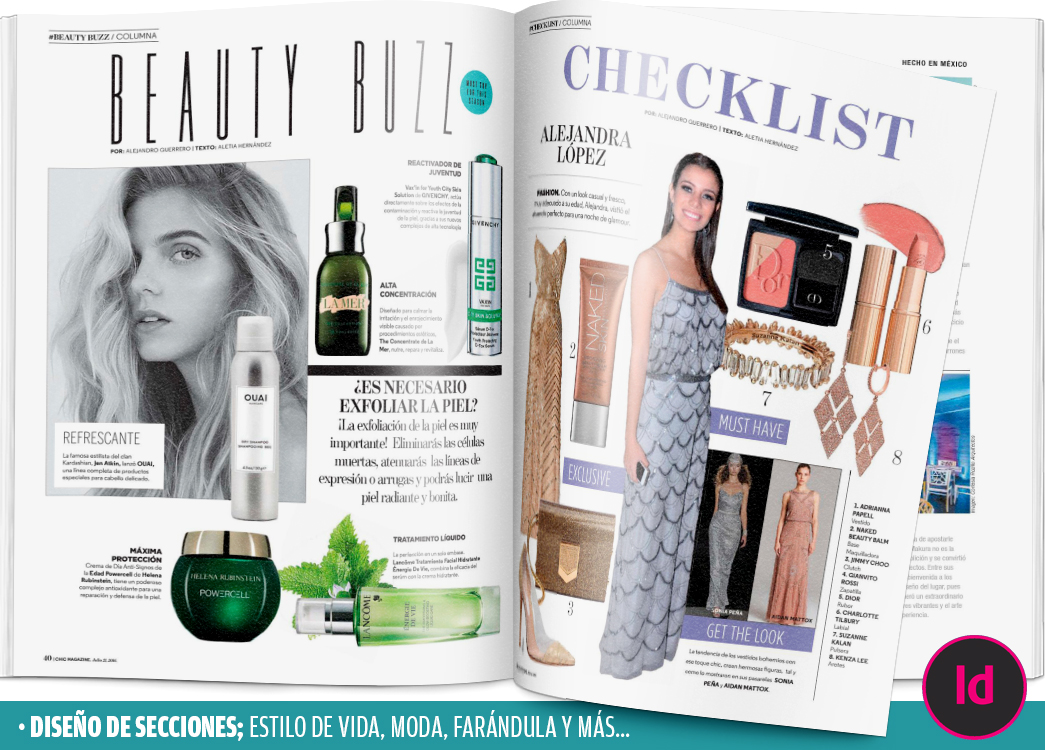 #BEAUTY BUZZ / COLUMNA
BEAUTY BUZZ
MUST BUY
FOR THIS
SEASON
POR: ALEJANDRO GUERRERO | TEXTO: ALETIA HERNÁNDEZ
REACTIVADOR DE
JUVENTUD
Vax'In for Youth City Skin
Solution de GIVENCHY, actúa
directamente sobre los efectos de la
contaminación y reactiva la juventud
de la piel, gracias a sus nuevos
complejos de alta tecnología.
GIVENCHY
VAX'IN
CITY SKIN SOLUTION
LA MER
ALTA
CONCENTRACIÓN
Diseñado para calmar la
irritación y el enrojecimiento
visible causado por
procedimientos estéticos,
The Concentrate de La
Mer, nutre, repara y revitaliza.
OUAI
DRY SHAMPOO
REFRESCANTE
La famosa estilista del clan
Kardashian, Jen Atkin, lanzó OUAI,
una línea completa de productos
especiales para cabello delicado.
¿ES NECESARIO
EXFOLIAR LA PIEL?
¡La exfoliación de la piel es muy
importante! Eliminarás las células
muertas, atenuarás las líneas de
expresión o arrugas y podrás lucir una
piel radiante y bonita.
MÁXIMA
PROTECCIÓN
Crema de Día Anti-Signos de
la Edad Powercell de Helena
Rubinstein, tiene un poderoso
complejo antioxidante para una
reparación y defensa de la piel.
HELENA RUBINSTEIN
POWERCELL
TRATAMIENTO LÍQUIDO
La perfección en un solo envase.
Lancôme Tratamiento Facial Hidratante
Énergie De Vie, combina la eficacia del
sérum con la crema hidratante.
LANCÔME
ÉNERGIE
DE VIE
40 | CHIC MAGAZINE,
#CHECKLIST / COLUMNA
CHECKLIST
POR: ALEJANDRO GUERRERO | TEXTO: ALETIA HERNÁNDEZ
ALEJANDRA
LÓPEZ
FASHION. Con un look casual y fresco,
muy adecuado a su edad, Alejandra, vistió el
atuendo perfecto para una noche de glamour.
1
2
NAKED
EXCLUSIVE
3
5
6
Suzanne Kalan
7
MUST HAVE
8
SONIA PEÑA
AIDAN MATTOX
GET THE LOOK
La tendencia de los vestidos bohemios con
ese toque chic, crean hermosas figuras, tal y
como lo mostraron en sus pasarelas SONIA
PEÑA y AIDAN MATTOX.
1. ADRIANNA
PAPELL
Vestido
2. NAKED
BEAUTY BALM
Base
Maquilladora
3. JIMMY CHOO
Clutch
4. GIANVITO
ROSSI
Zapatilla
5. DIOR
Rubor
6. CHARLOTTE
TILBURY
Labial
7. SUZANNE
KALAN
Pulsera
8. KENZA LEE
Aretes
HECHO EN MÉXICO
Id
• DISEÑO DE SECCIONES; ESTILO DE VIDA, MODA, FARÁNDULA Y MÁS...